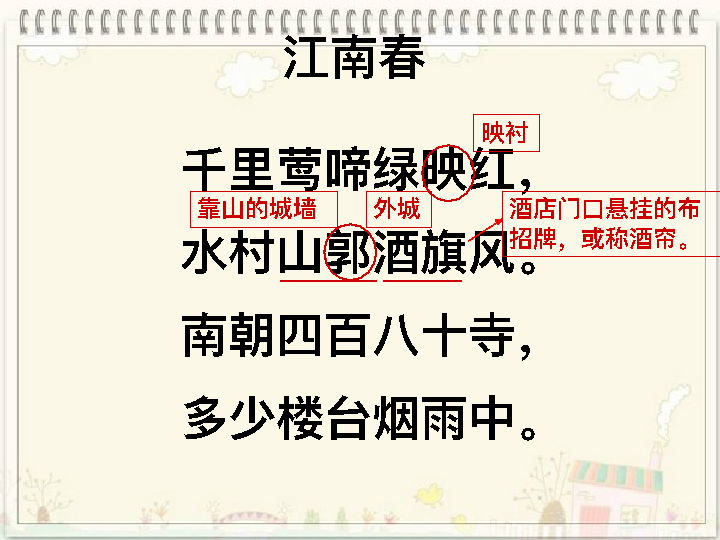 江南春
映衬
千里莺啼绿映红，
靠山的城墙
外城
酒店门口悬挂的布
招牌，或称酒帘。
水村山郭酒旗风。
南朝四百八十寺，
多少楼台烟雨中。